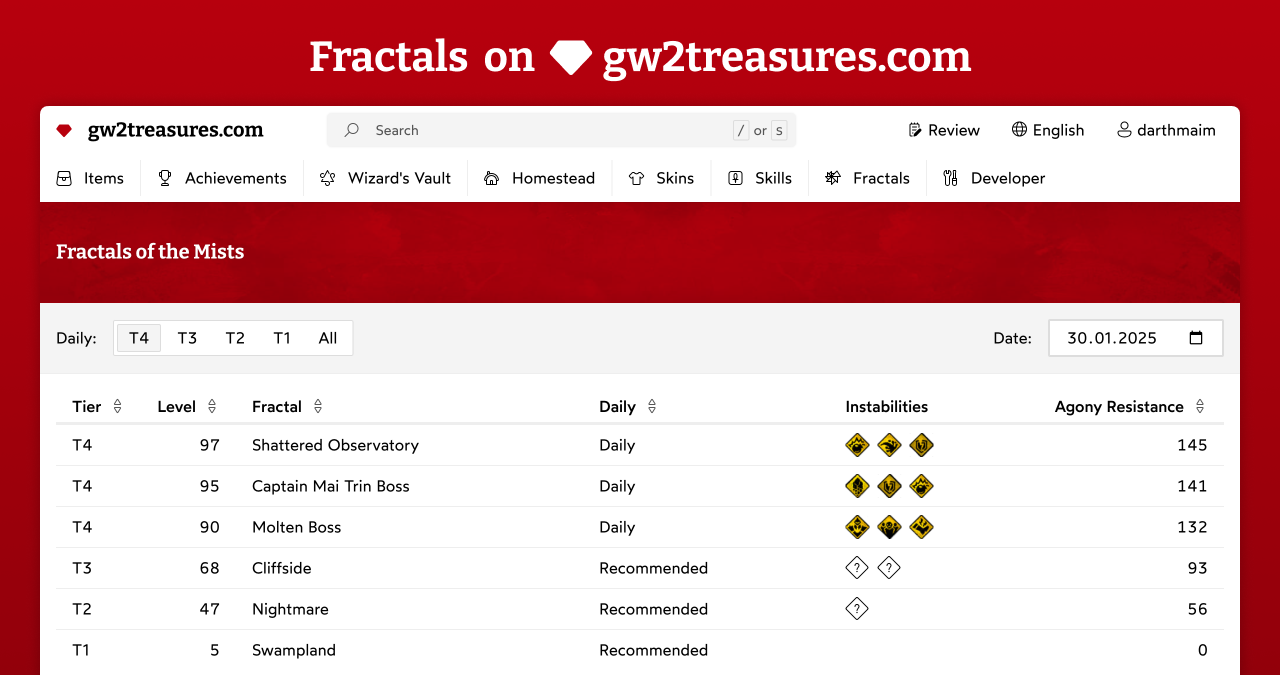 Fractals on gw2treasures.com
gw2treasures.com Search / or s Review English darthmaim
Items Achievements Wizard's Vault Homestead Skins Skills Fractals Developer
Fractals of the Mists
Daily: T4 T3 T2 T1 All Date: 30.01.2025
Tier Level Fractal Daily Instabilities Agony Resistance
T4 97 Shattered Observatory Daily 145
T4 95 Captain Mai Trin Boss Daily 141
T4 90 Molten Boss Daily 132
T3 68 Cliffside Recommended ? ? 93
T2 47 Nightmare Recommended ? 56
T1 5 Swampland Recommended 0